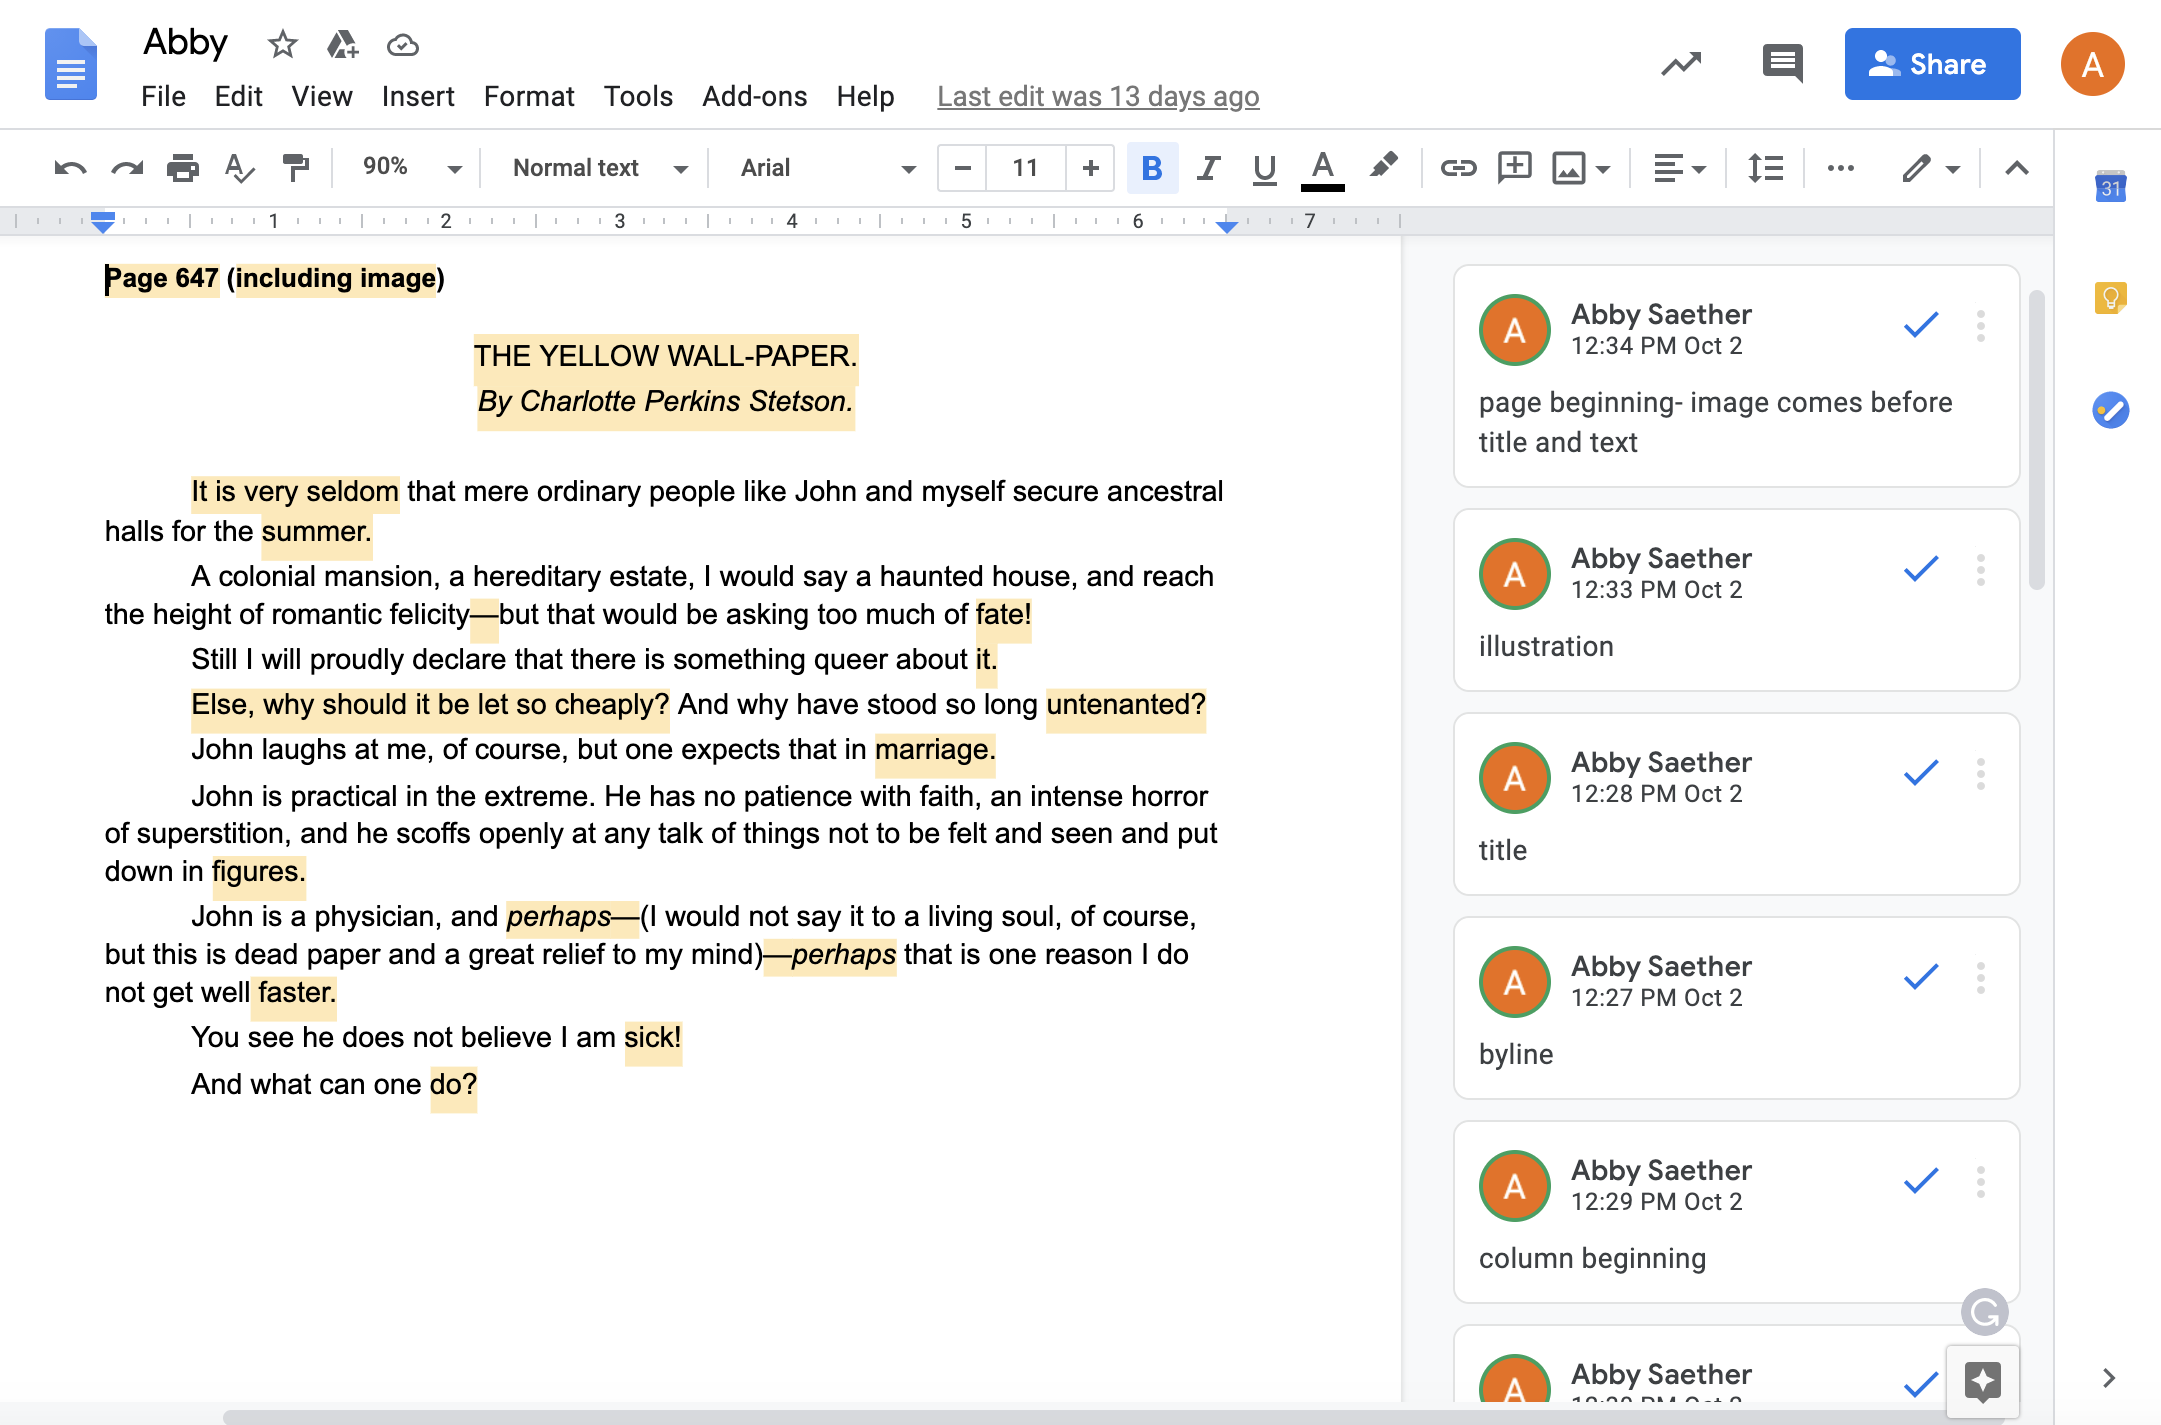 Abby
File Edit View Insert Format Tools Add-ons Help Last edit was 13 days ago
Share
A
90% Normal text Arial − 11 + B I U A
31
1 2 3 4 5 6 7
Page 647 (including image)
THE YELLOW WALL-PAPER.
By Charlotte Perkins Stetson.
It is very seldom that mere ordinary people like John and myself secure ancestral
halls for the summer.
A colonial mansion, a hereditary estate, I would say a haunted house, and reach
the height of romantic felicity—but that would be asking too much of fate!
Still I will proudly declare that there is something queer about it.
Else, why should it be let so cheaply? And why have stood so long untenanted?
John laughs at me, of course, but one expects that in marriage.
John is practical in the extreme. He has no patience with faith, an intense horror
of superstition, and he scoffs openly at any talk of things not to be felt and seen and put
down in figures.
John is a physician, and perhaps—(I would not say it to a living soul, of course,
but this is dead paper and a great relief to my mind)—perhaps that is one reason I do
not get well faster.
You see he does not believe I am sick!
And what can one do?
A
Abby Saether
12:34 PM Oct 2
page beginning- image comes before
title and text
A
Abby Saether
12:33 PM Oct 2
illustration
A
Abby Saether
12:28 PM Oct 2
title
A
Abby Saether
12:27 PM Oct 2
byline
A
Abby Saether
12:29 PM Oct 2
column beginning
G
A
Abby Saether